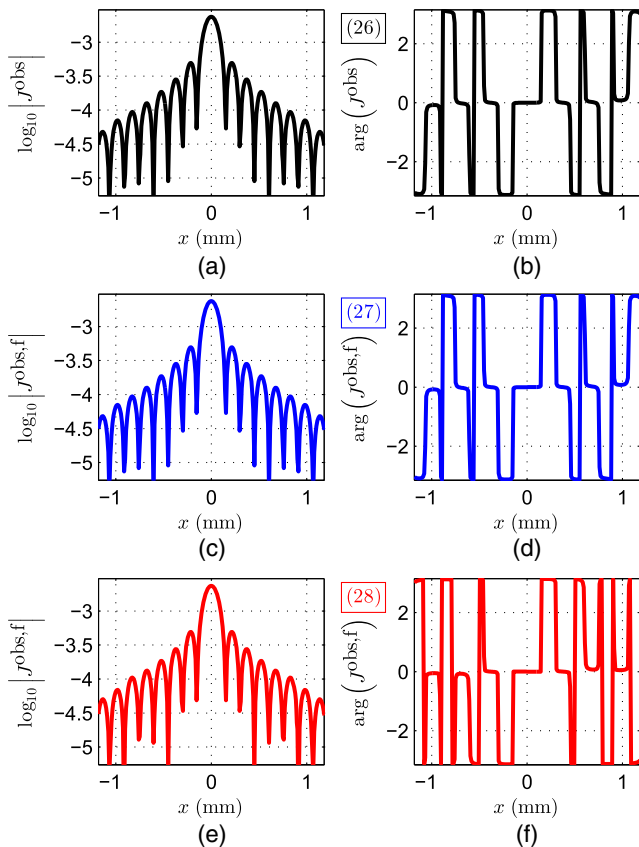 log₁₀ |J^obs|
−3
−3.5
−4
−4.5
−5
−1 0 1
x (mm)
(a)
(26)
arg (J^obs)
2
0
−2
−1 0 1
x (mm)
(b)
log₁₀ |J^obs,f|
−3
−3.5
−4
−4.5
−5
−1 0 1
x (mm)
(c)
(27)
arg (J^obs,f)
2
0
−2
−1 0 1
x (mm)
(d)
log₁₀ |J^obs,f|
−3
−3.5
−4
−4.5
−5
−1 0 1
x (mm)
(e)
(28)
arg (J^obs,f)
2
0
−2
−1 0 1
x (mm)
(f)